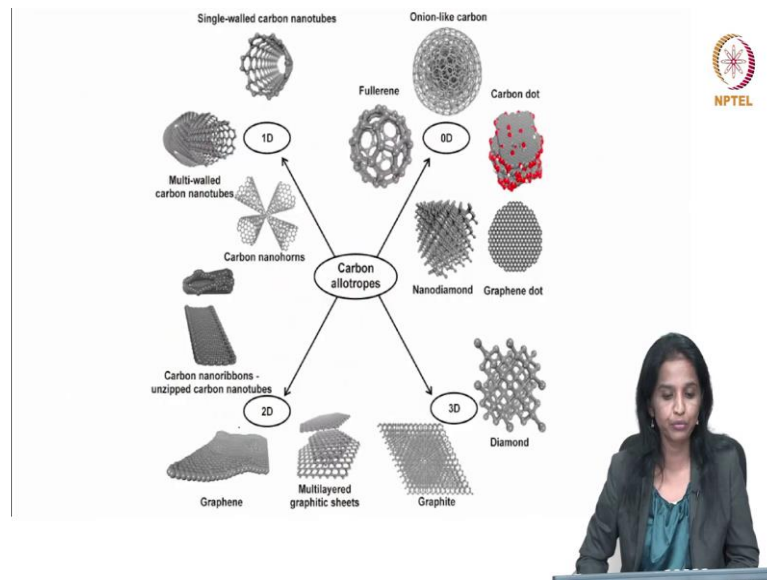 Single-walled carbon nanotubes
Onion-like carbon
Fullerene
Carbon dot
NPTEL
1D
0D
Multi-walled
carbon nanotubes
Carbon nanohorns
Carbon
allotropes
Nanodiamond
Graphene dot
Carbon nanoribbons -
unzipped carbon nanotubes
2D
3D
Diamond
Graphene
Multilayered
graphitic sheets
Graphite